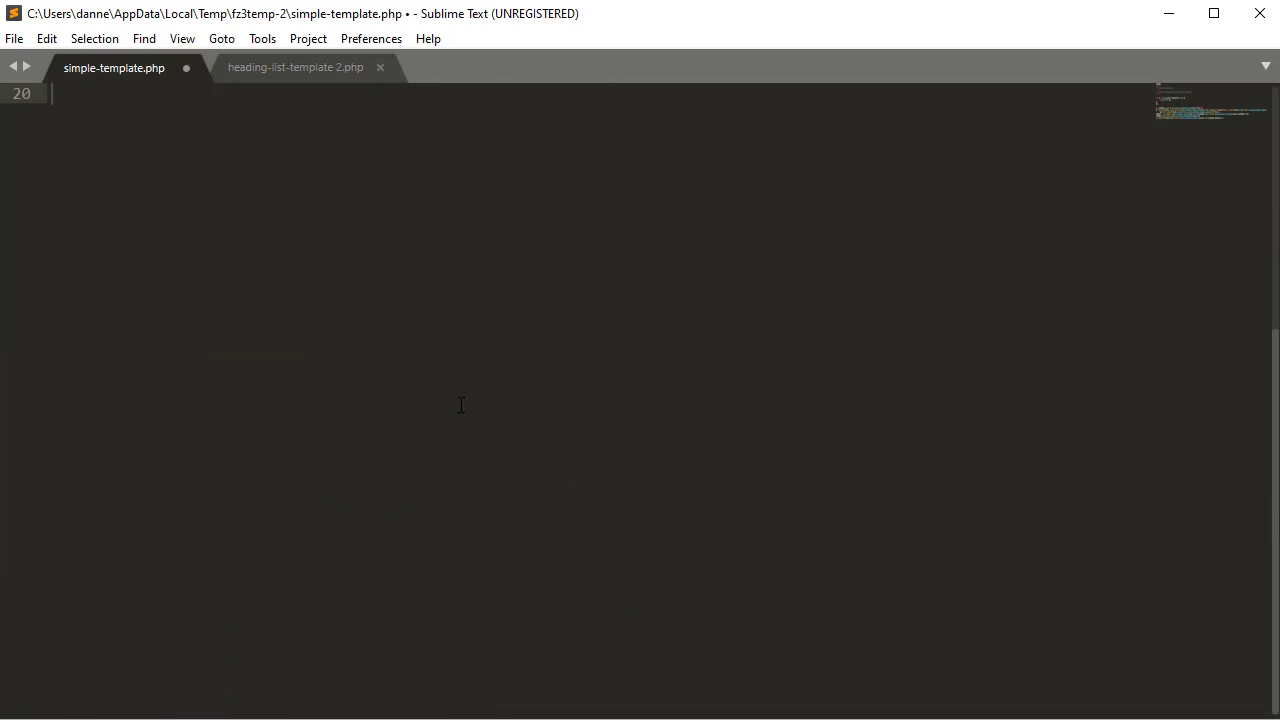 C:\Users\danne\AppData\Local\Temp\fz3temp-2\simple-template.php • - Sublime Text (UNREGISTERED)
File Edit Selection Find View Goto Tools Project Preferences Help
simple-template.php heading-list-template 2.php
20